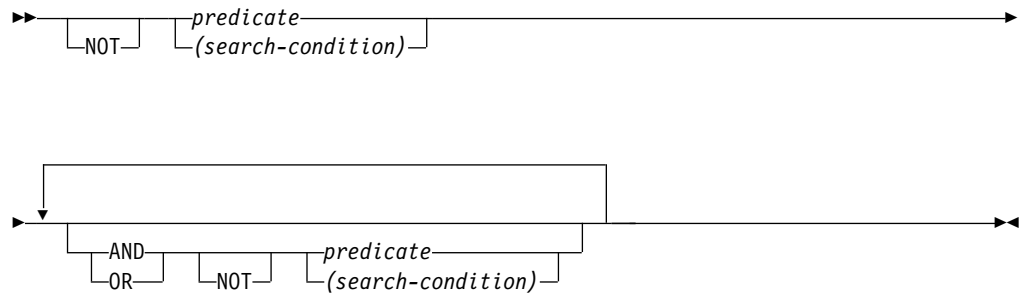 predicate
NOT (search-condition)
AND predicate
OR NOT (search-condition)